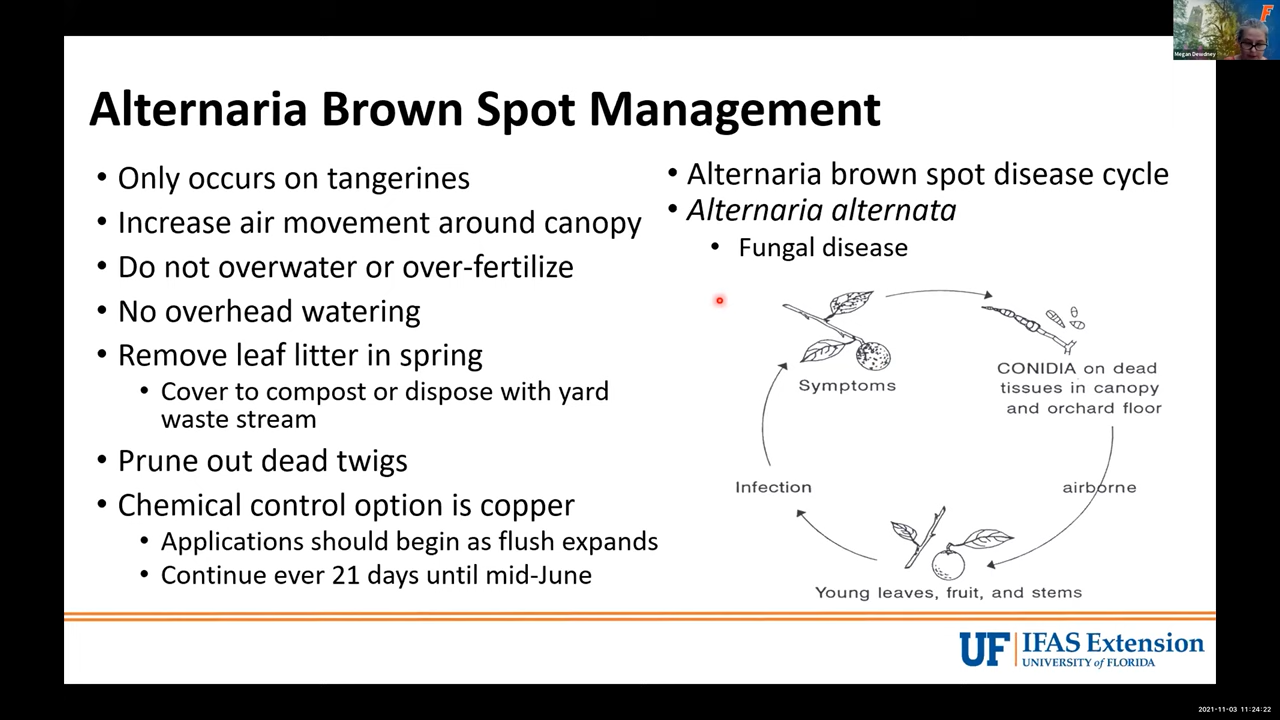 Alternaria Brown Spot Management
• Only occurs on tangerines
• Increase air movement around canopy
• Do not overwater or over-fertilize
• No overhead watering
• Remove leaf litter in spring
• Cover to compost or dispose with yard
waste stream
• Prune out dead twigs
• Chemical control option is copper
• Applications should begin as flush expands
• Continue ever 21 days until mid-June
• Alternaria brown spot disease cycle
• Alternaria alternata
• Fungal disease
Symptoms
CONIDIA on dead
tissues in canopy
and orchard floor
airborne
Young leaves, fruit, and stems
Infection
UF IFAS Extension
UNIVERSITY of FLORIDA
Megan Dewdney
F
2021-11-03 11:24:22